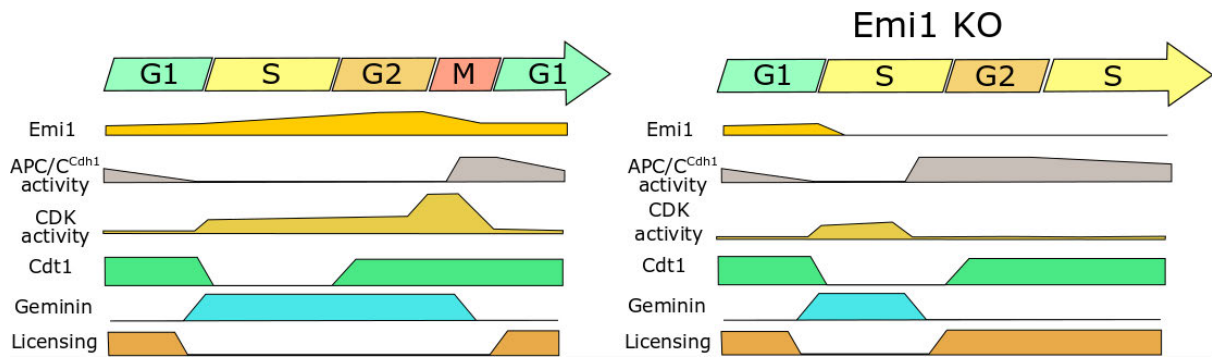 Emi1 KO
G1 S G2 M G1
G1 S G2 S
Emi1
APC/C^Cdh1
activity
CDK
activity
Cdt1
Geminin
Licensing
Emi1
APC/C^Cdh1
activity
CDK
activity
Cdt1
Geminin
Licensing